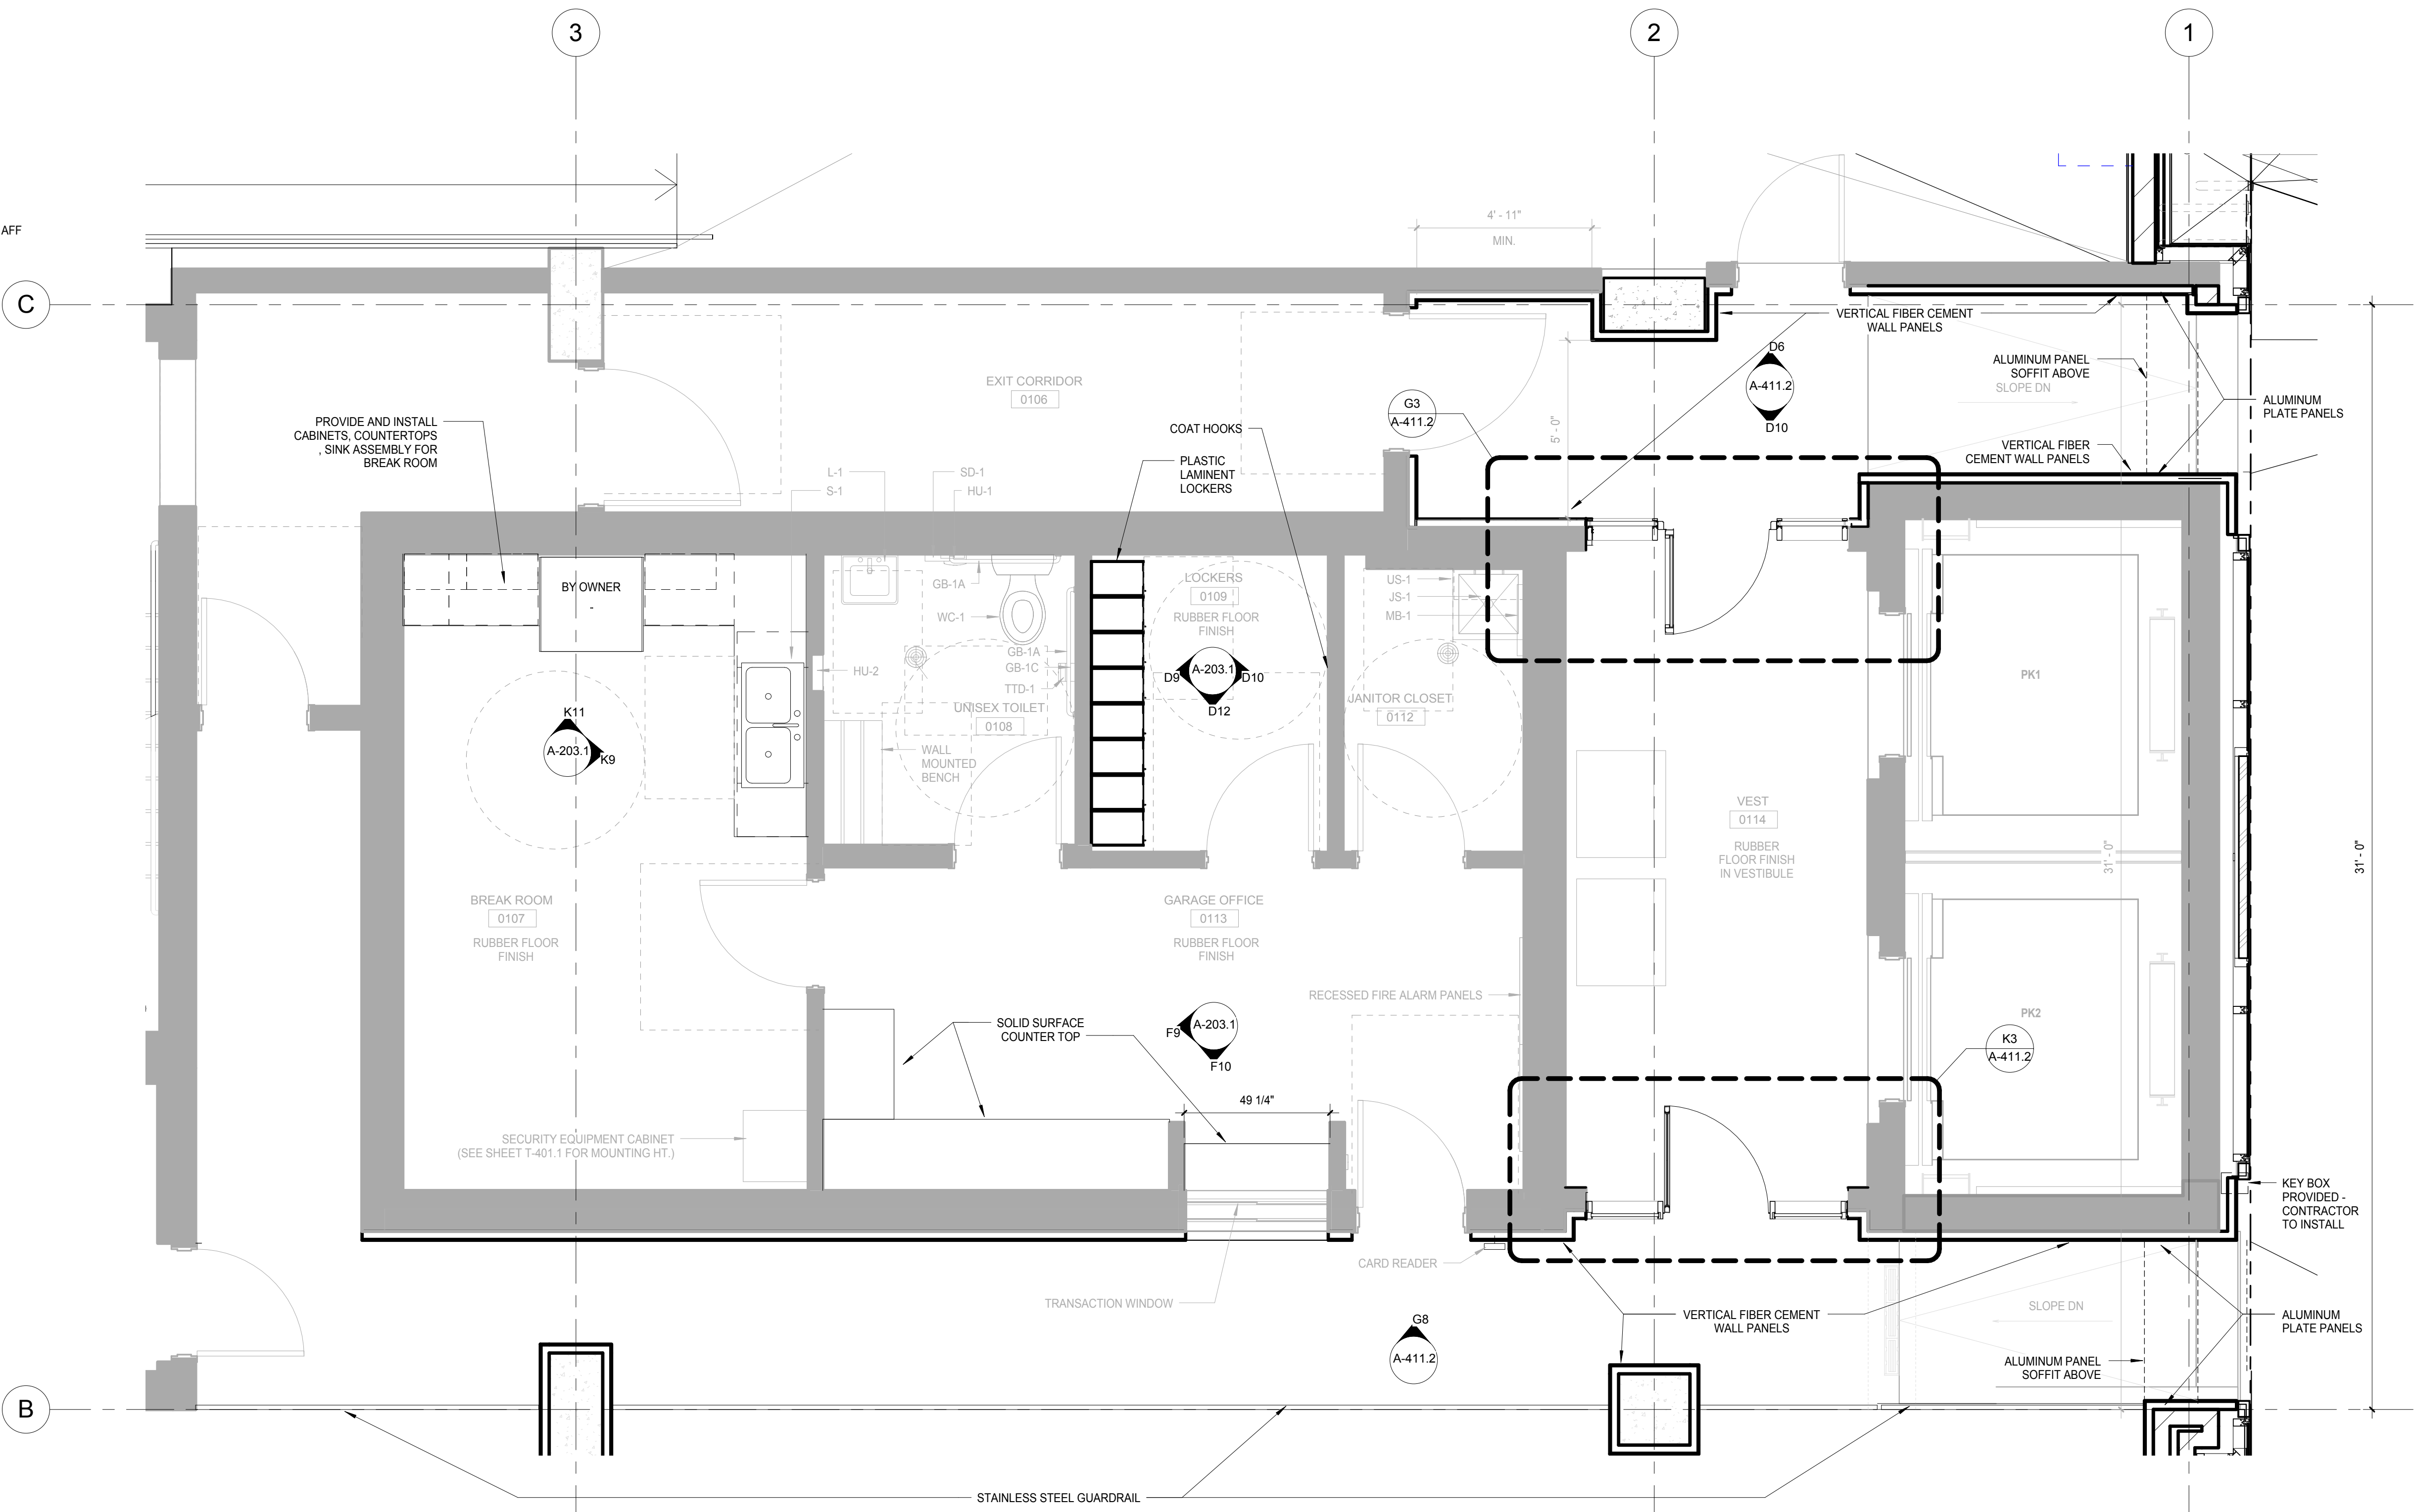 3
2
1
AFF
4' - 11"
MIN.
C
VERTICAL FIBER CEMENT
WALL PANELS
D6
A-411.2
D10
ALUMINUM PANEL
SOFFIT ABOVE
SLOPE DN
ALUMINUM
PLATE PANELS
EXIT CORRIDOR
0106
G3
A-411.2
5' - 0"
PROVIDE AND INSTALL
CABINETS, COUNTERTOPS
, SINK ASSEMBLY FOR
BREAK ROOM
COAT HOOKS
PLASTIC
LAMINENT
LOCKERS
VERTICAL FIBER
CEMENT WALL PANELS
L-1
S-1
SD-1
HU-1
BY OWNER
-
GB-1A
WC-1
GB-1A
GB-1C
TTD-1
HU-2
UNISEX TOILET
0108
WALL
MOUNTED
BENCH
LOCKERS
0109
RUBBER FLOOR
FINISH
D9
A-203.1
D10
D12
US-1
JS-1
MB-1
JANITOR CLOSET
0112
PK1
K11
A-203.1
K9
VEST
0114
RUBBER
FLOOR FINISH
IN VESTIBULE
31' - 0"
31' - 0"
BREAK ROOM
0107
RUBBER FLOOR
FINISH
GARAGE OFFICE
0113
RUBBER FLOOR
FINISH
RECESSED FIRE ALARM PANELS
SOLID SURFACE
COUNTER TOP
F9
A-203.1
F10
PK2
K3
A-411.2
49 1/4"
SECURITY EQUIPMENT CABINET
(SEE SHEET T-401.1 FOR MOUNTING HT.)
KEY BOX
PROVIDED -
CONTRACTOR
TO INSTALL
CARD READER
TRANSACTION WINDOW
G8
A-411.2
VERTICAL FIBER CEMENT
WALL PANELS
SLOPE DN
ALUMINUM
PLATE PANELS
ALUMINUM PANEL
SOFFIT ABOVE
B
STAINLESS STEEL GUARDRAIL